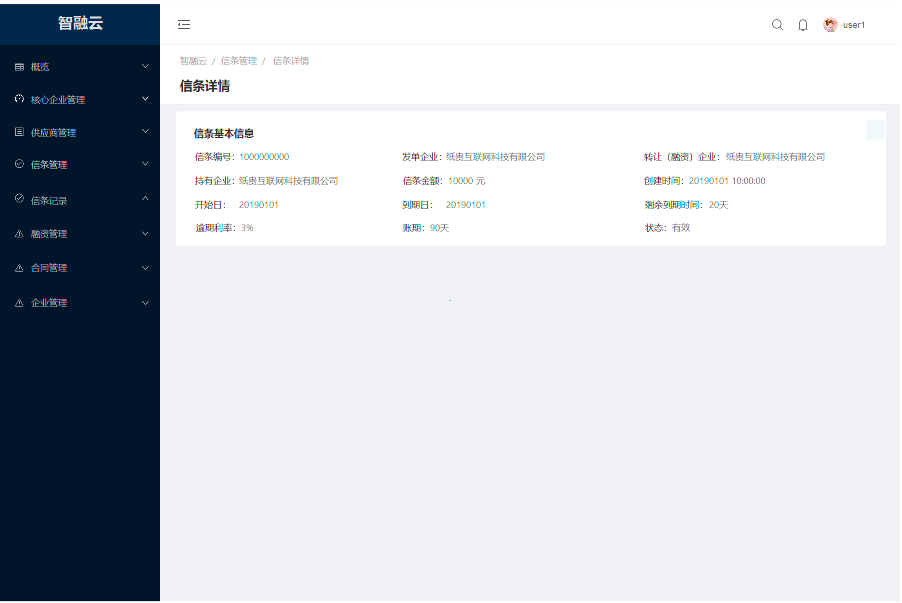 智融云
user1
概览
核心企业管理
供应商管理
信条管理
信条记录
融资管理
合同管理
企业管理
智融云 / 信条管理 / 信条详情
信条详情
信条基本信息
信条编号：1000000000 发单企业：纸贵互联网科技有限公司 转让（融资）企业：纸贵互联网科技有限公司
持有企业：纸贵互联网科技有限公司 信条金额：10000 元 创建时间：20190101 10:00:00
开始日： 20190101 到期日： 20190101 剩余到期时间：20天
逾期利率：3% 账期：90天 状态：有效